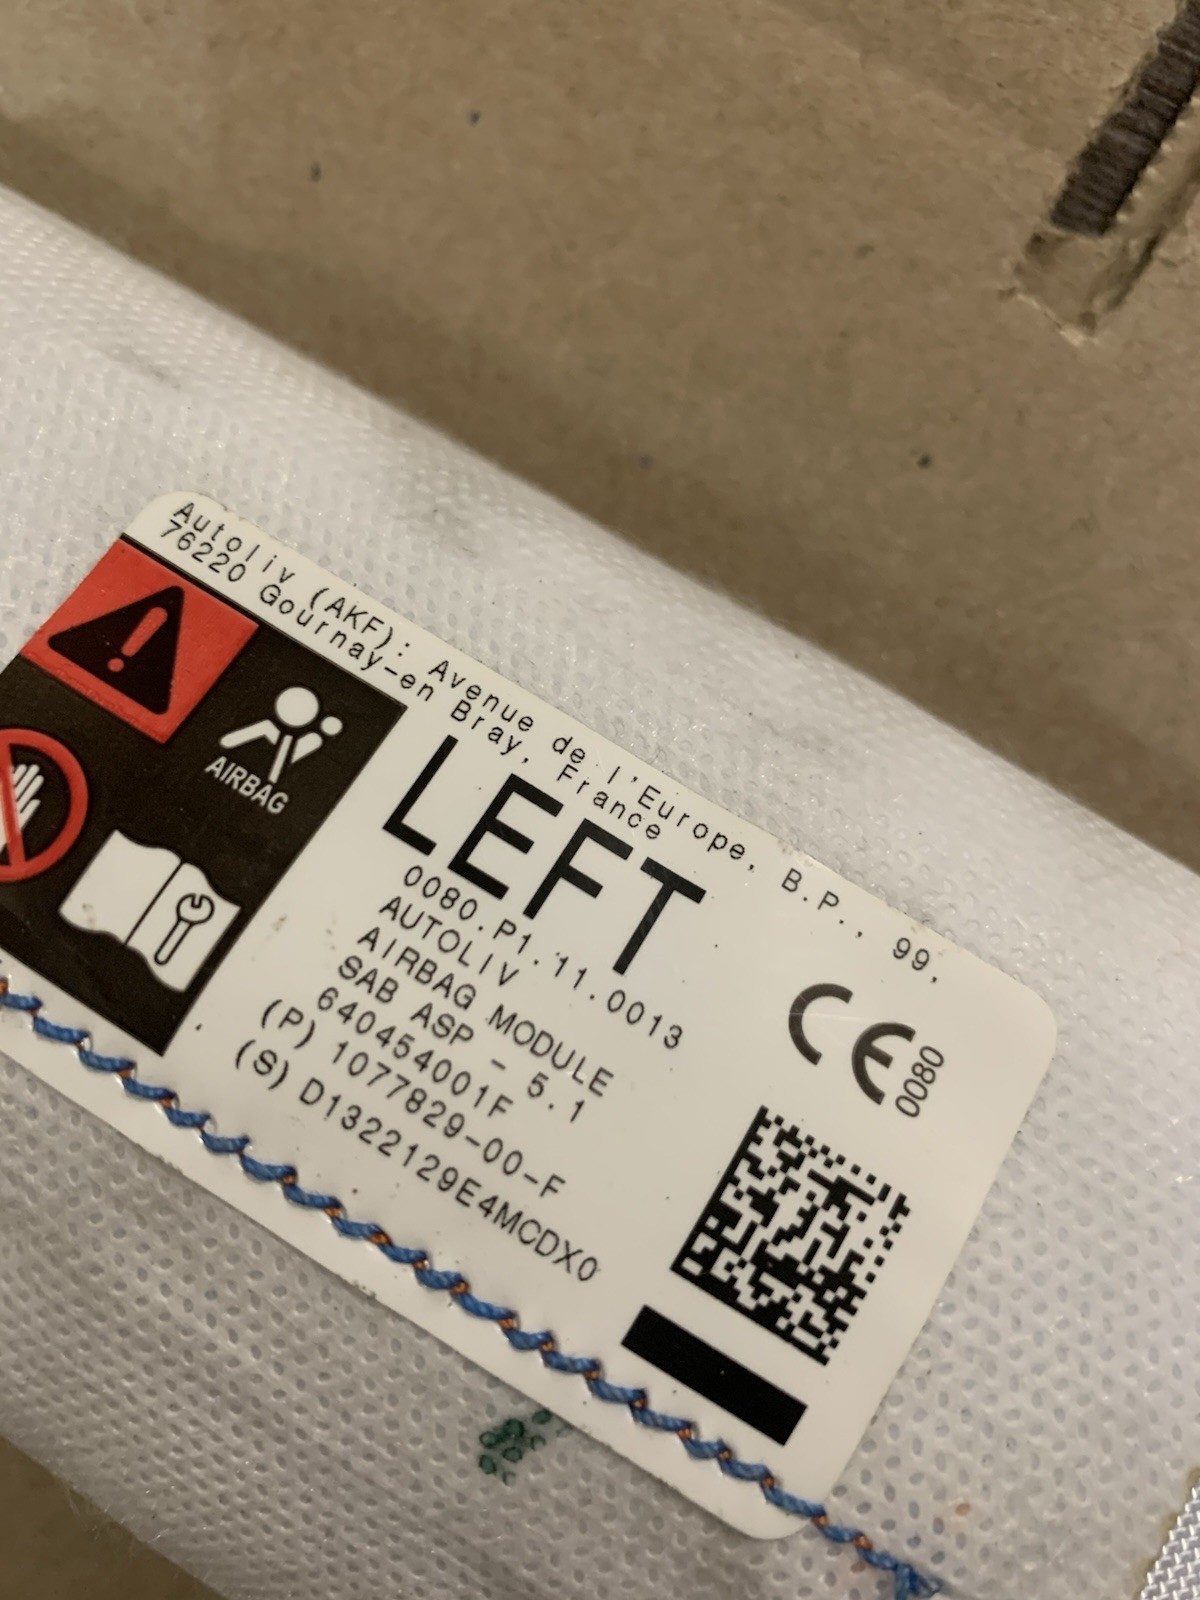 Autoliv (AKF): Avenue de l'Europe, B.P., 99,
76220 Gournay-en Bray, France
AIRBAG
LEFT
0080.P1.11.0013
AUTOLIV
AIRBAG MODULE
SAB ASP - 5.1
640454001F
(P) 1077829-00-F
(S) D1322129E4MCDX0
CE
0080